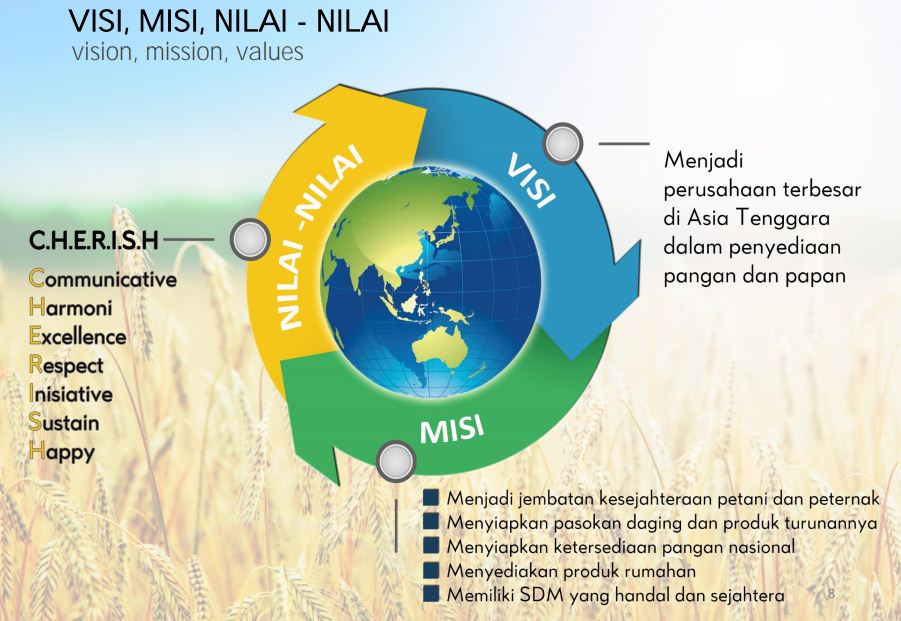 VISI, MISI, NILAI - NILAI
vision, mission, values
NILAI -NILAI
VISI
MISI
Menjadi
perusahaan terbesar
di Asia Tenggara
dalam penyediaan
pangan dan papan
C.H.E.R.I.S.H
Communicative
Harmoni
Excellence
Respect
Inisiative
Sustain
Happy
Menjadi jembatan kesejahteraan petani dan peternak
Menyiapkan pasokan daging dan produk turunannya
Menyiapkan ketersediaan pangan nasional
Menyediakan produk rumahan
Memiliki SDM yang handal dan sejahtera
8